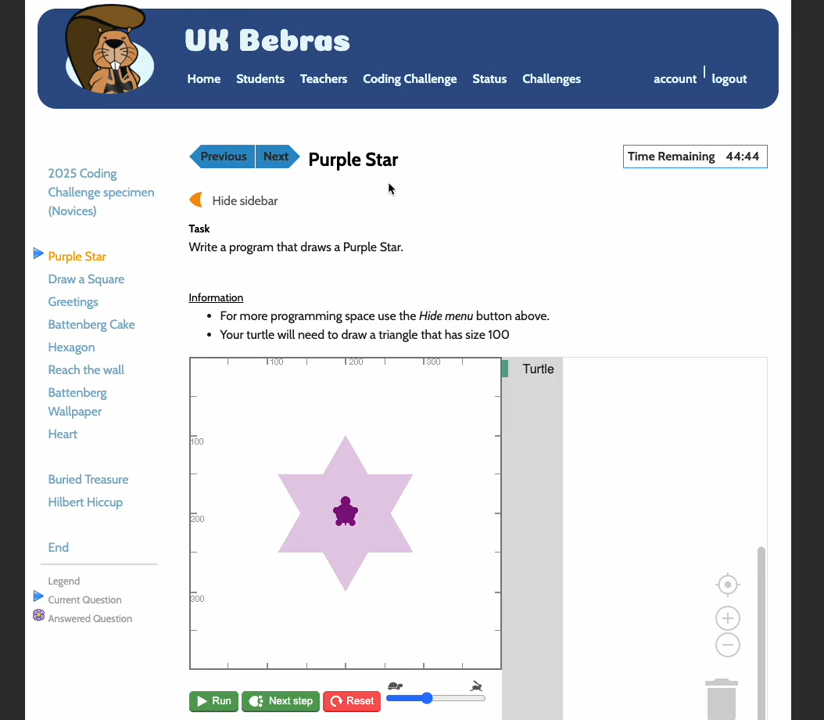 UK Bebras
Home Students Teachers Coding Challenge Status Challenges account logout
Previous Next Purple Star Time Remaining 44:44
2025 Coding
Challenge specimen
(Novices)
Hide sidebar
Task
Write a program that draws a Purple Star.
Purple Star
Draw a Square
Greetings
Battenberg Cake
Hexagon
Reach the wall
Battenberg
Wallpaper
Heart
Buried Treasure
Hilbert Hiccup
End
Legend
Current Question
Answered Question
Information
For more programming space use the Hide menu button above.
Your turtle will need to draw a triangle that has size 100
100 200 300
100
200
300
Turtle
Run Next step Reset